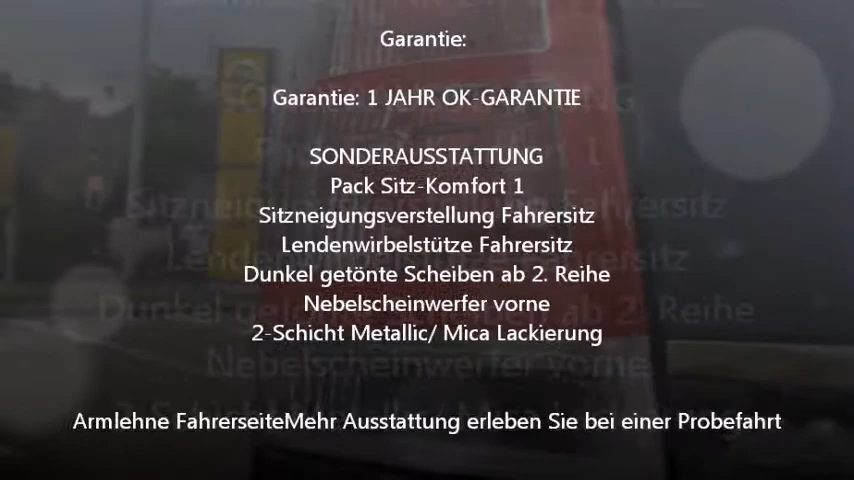 Garantie:
Garantie: 1 JAHR OK-GARANTIE
SONDERAUSSTATTUNG
Pack Sitz-Komfort 1
Sitzneigungsverstellung Fahrersitz
Lendenwirbelstütze Fahrersitz
Dunkel getönte Scheiben ab 2. Reihe
Nebelscheinwerfer vorne
2-Schicht Metallic/ Mica Lackierung
Armlehne FahrerseiteMehr Ausstattung erleben Sie bei einer Probefahrt